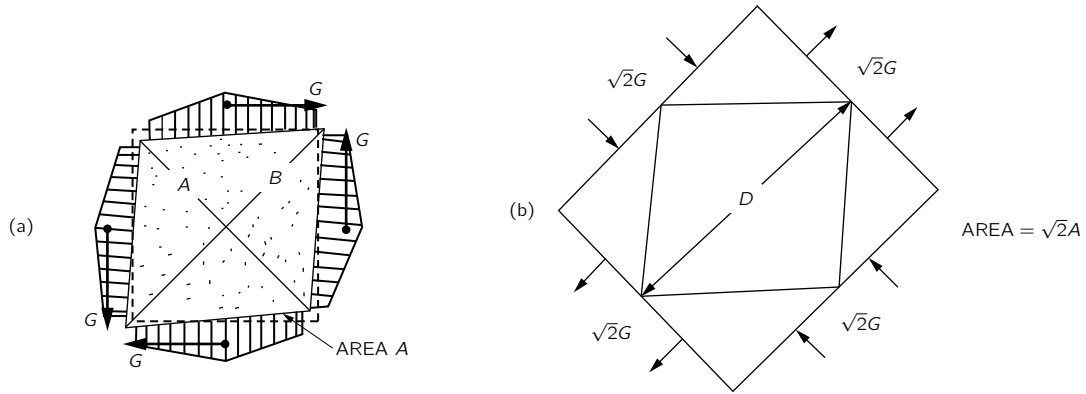 (a)
G
G
A
B
G
G
AREA A
(b)
√2G
√2G
D
AREA = √2A
√2G
√2G